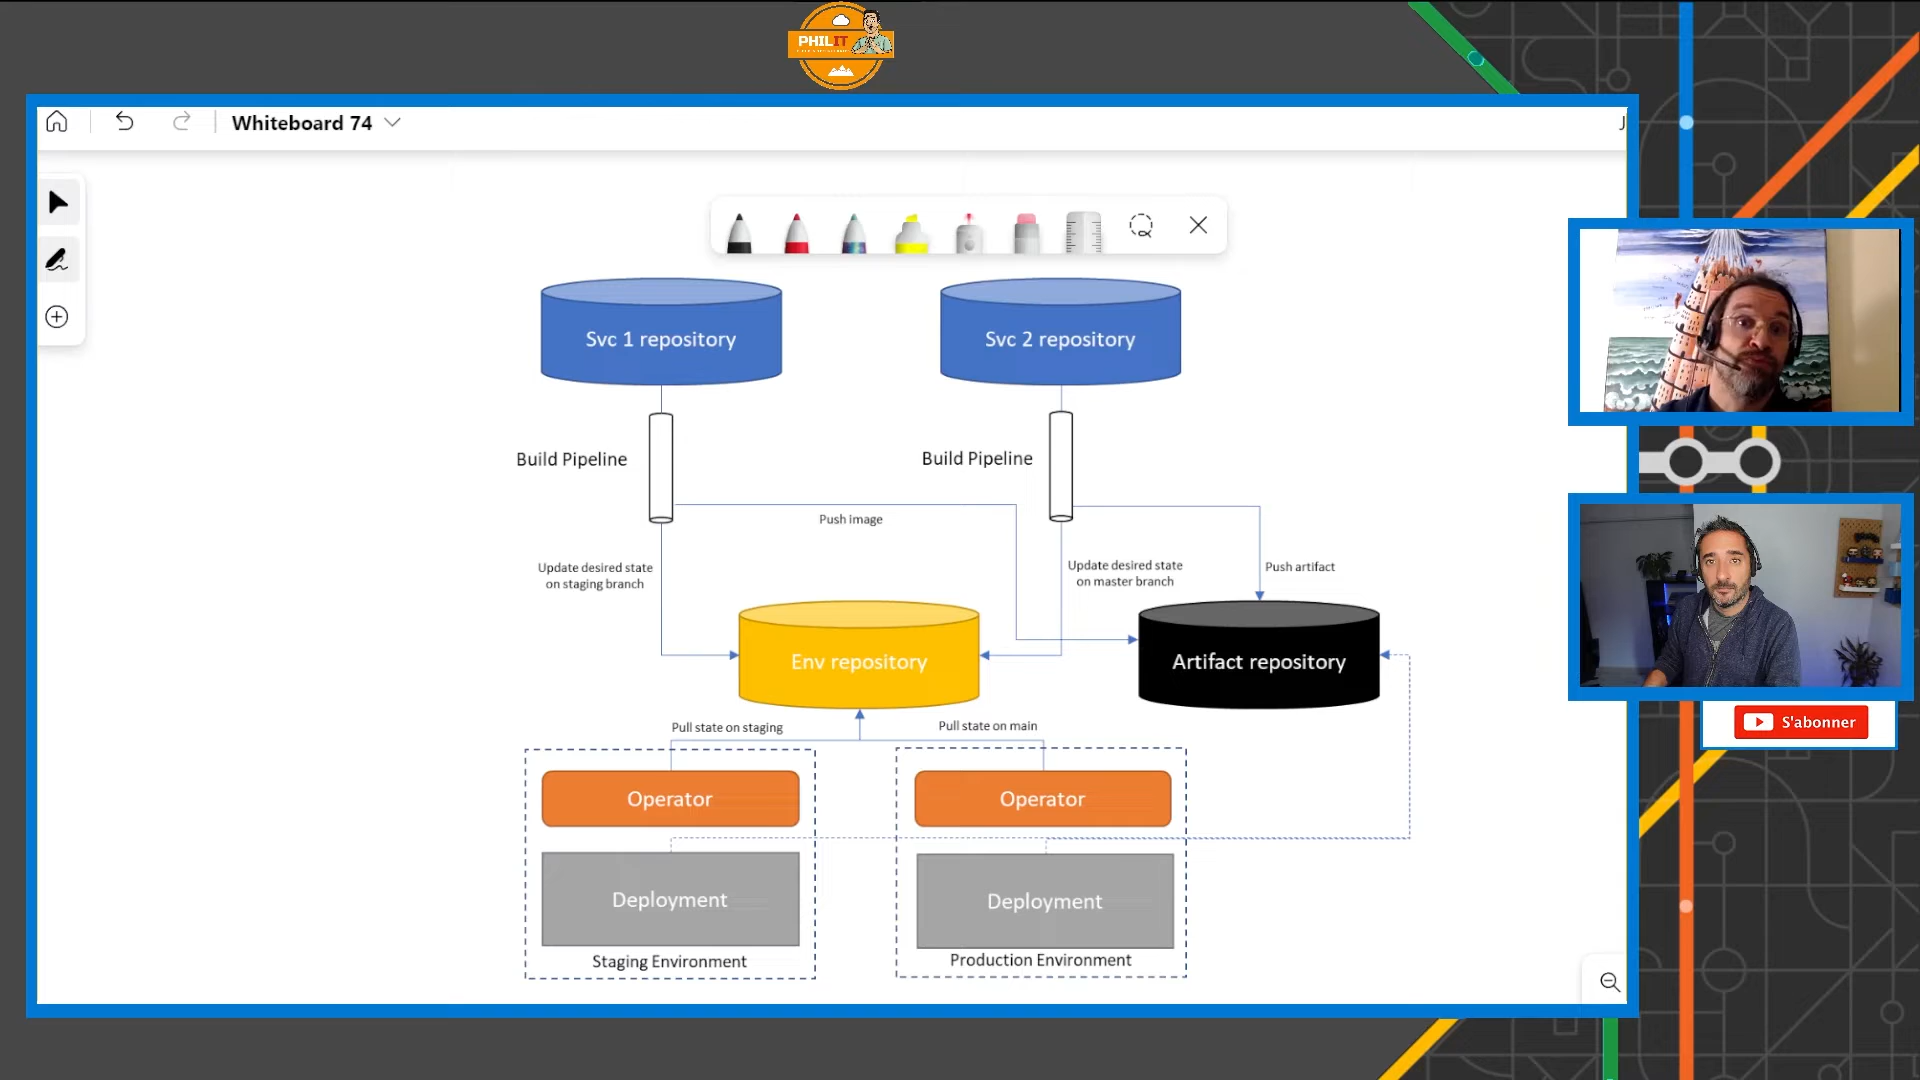 PHILIT
Whiteboard 74
J
Svc 1 repository
Svc 2 repository
Build Pipeline
Build Pipeline
Push image
Update desired state
on staging branch
Update desired state
on master branch
Push artifact
Env repository
Artifact repository
Pull state on staging
Pull state on main
Operator
Operator
Deployment
Deployment
Staging Environment
Production Environment
S'abonner